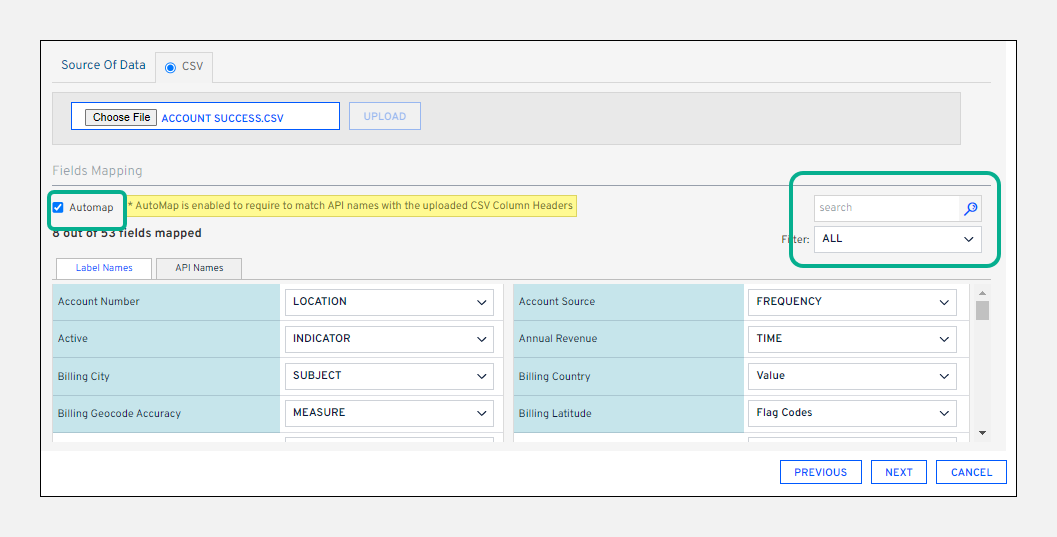 Source Of Data CSV
Choose File ACCOUNT SUCCESS.CSV UPLOAD
Fields Mapping
Automap * AutoMap is enabled to require to match API names with the uploaded CSV Column Headers search
8 out of 53 fields mapped Filter: ALL
Label Names API Names
Account Number LOCATION Account Source FREQUENCY
Active INDICATOR Annual Revenue TIME
Billing City SUBJECT Billing Country Value
Billing Geocode Accuracy MEASURE Billing Latitude Flag Codes
PREVIOUS NEXT CANCEL